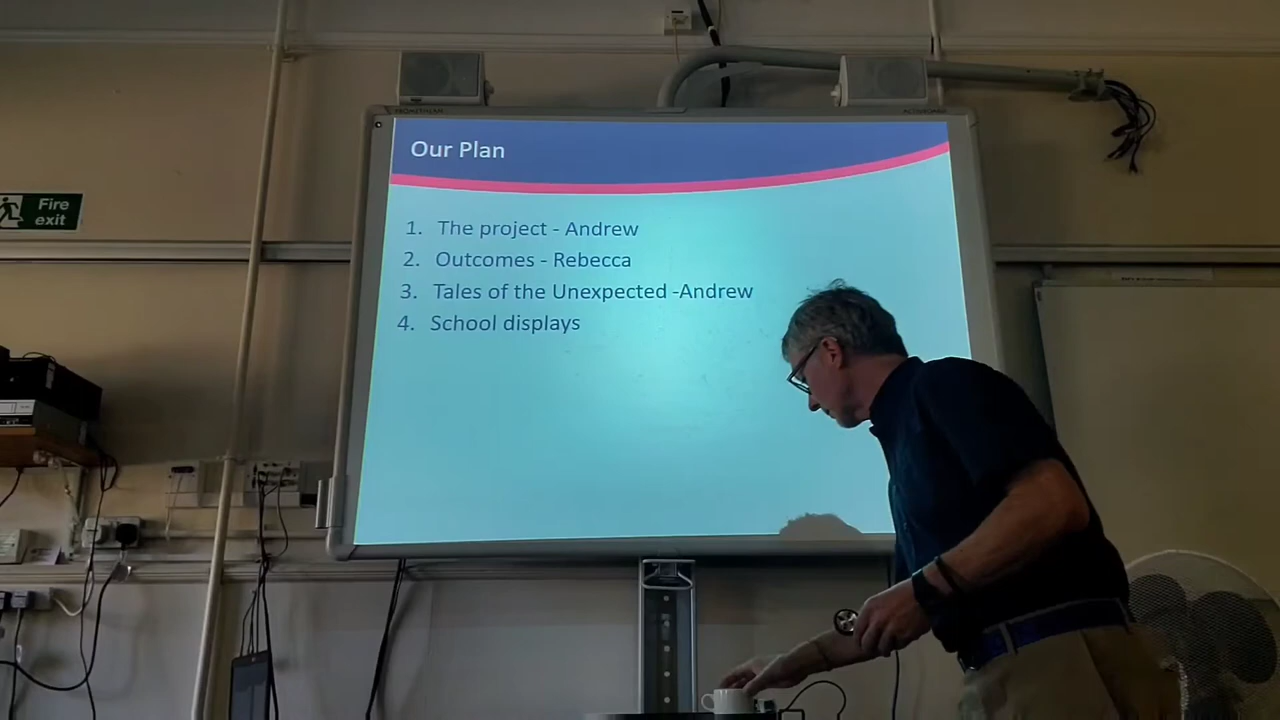 PROMETHEAN
Our Plan
Fire
exit
1. The project - Andrew
2. Outcomes - Rebecca
3. Tales of the Unexpected -Andrew
4. School displays